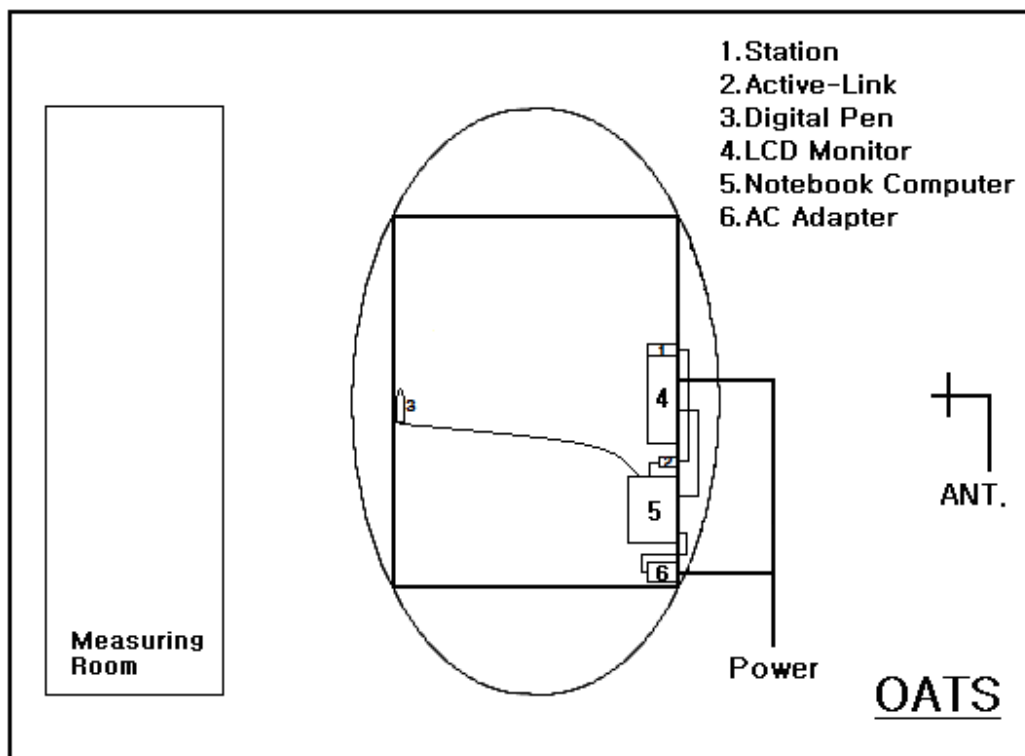 1.Station
2.Active-Link
3.Digital Pen
4.LCD Monitor
5.Notebook Computer
6.AC Adapter
1
4
3
2
5
6
ANT.
Measuring
Room
Power
OATS